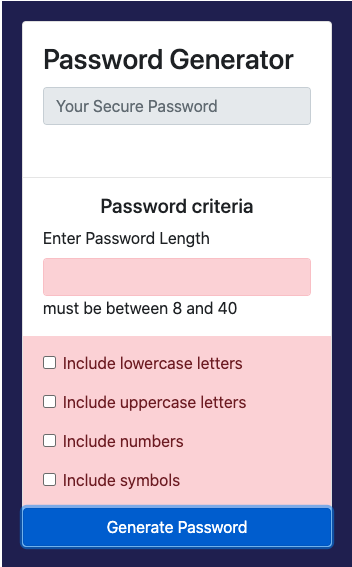 Password Generator
Your Secure Password
Password criteria
Enter Password Length
must be between 8 and 40
Include lowercase letters
Include uppercase letters
Include numbers
Include symbols
Generate Password